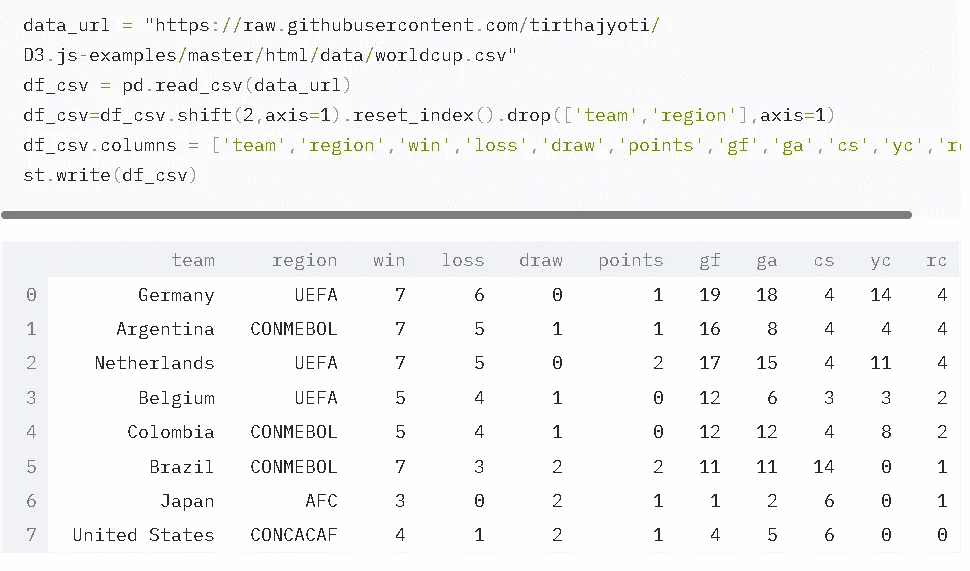 data_url = "https://raw.githubusercontent.com/tirthajyoti/
D3.js-examples/master/html/data/worldcup.csv"
df_csv = pd.read_csv(data_url)
df_csv=df_csv.shift(2,axis=1).reset_index().drop(['team','region'],axis=1)
df_csv.columns = ['team','region','win','loss','draw','points','gf','ga','cs','yc','r
st.write(df_csv)
team region win loss draw points gf ga cs yc rc
0 Germany UEFA 7 6 0 1 19 18 4 14 4
1 Argentina CONMEBOL 7 5 1 1 16 8 4 4 4
2 Netherlands UEFA 7 5 0 2 17 15 4 11 4
3 Belgium UEFA 5 4 1 0 12 6 3 3 2
4 Colombia CONMEBOL 5 4 1 0 12 12 4 8 2
5 Brazil CONMEBOL 7 3 2 2 11 11 14 0 1
6 Japan AFC 3 0 2 1 1 2 6 0 1
7 United States CONCACAF 4 1 2 1 4 5 6 0 0